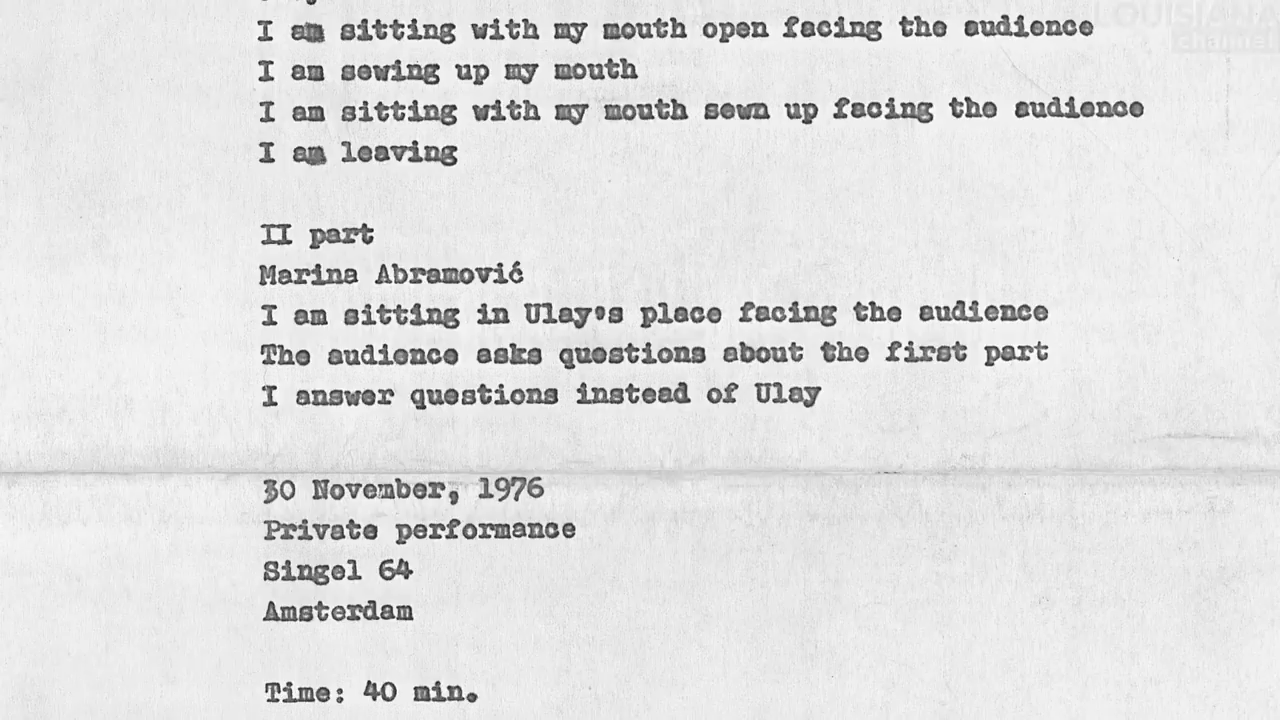 LOUISIANA
channel
I am sitting with my mouth open facing the audience
I am sewing up my mouth
I am sitting with my mouth sewn up facing the audience
I am leaving
II part
Marina Abramović
I am sitting in Ulay's place facing the audience
The audience asks questions about the first part
I answer questions instead of Ulay
30 November, 1976
Private performance
Singel 64
Amsterdam
Time: 40 min.